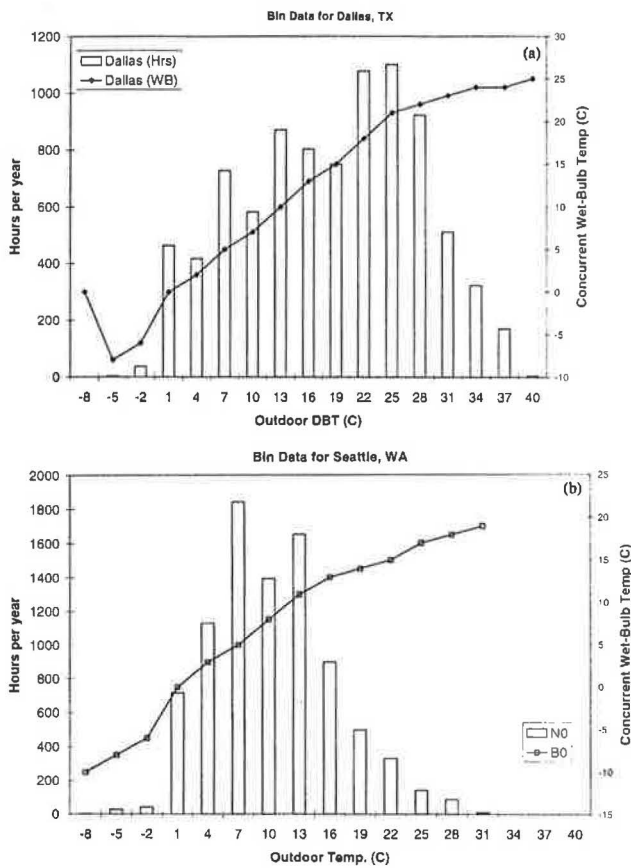 Bin Data for Dallas, TX
(a)
Dallas (Hrs)
Dallas (WB)
Hours per year
1200
1000
800
600
400
200
0
30
25
20
15
10
5
0
-5
-10
Concurrent Wet-Bulb Temp (C)
-8 -5 -2 1 4 7 10 13 16 19 22 25 28 31 34 37 40
Outdoor DBT (C)
Bin Data for Seattle, WA
(b)
Hours per year
2000
1800
1600
1400
1200
1000
800
600
400
200
0
25
20
15
10
5
0
-5
-10
-15
Concurrent Wet-Bulb Temp (C)
N0
B0
-8 -5 -2 1 4 7 10 13 16 19 22 25 28 31 34 37 40
Outdoor Temp. (C)